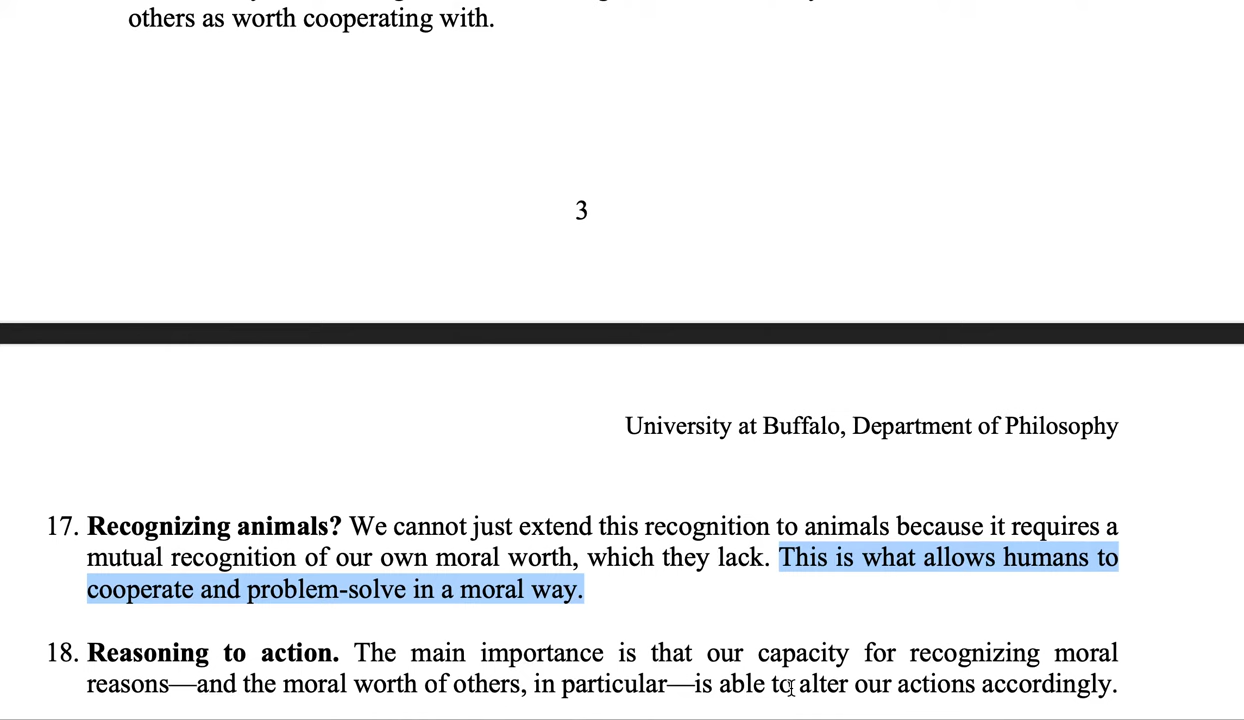 others as worth cooperating with.
3
University at Buffalo, Department of Philosophy
17. Recognizing animals? We cannot just extend this recognition to animals because it requires a
mutual recognition of our own moral worth, which they lack. This is what allows humans to
cooperate and problem-solve in a moral way.
18. Reasoning to action. The main importance is that our capacity for recognizing moral
reasons—and the moral worth of others, in particular—is able to alter our actions accordingly.